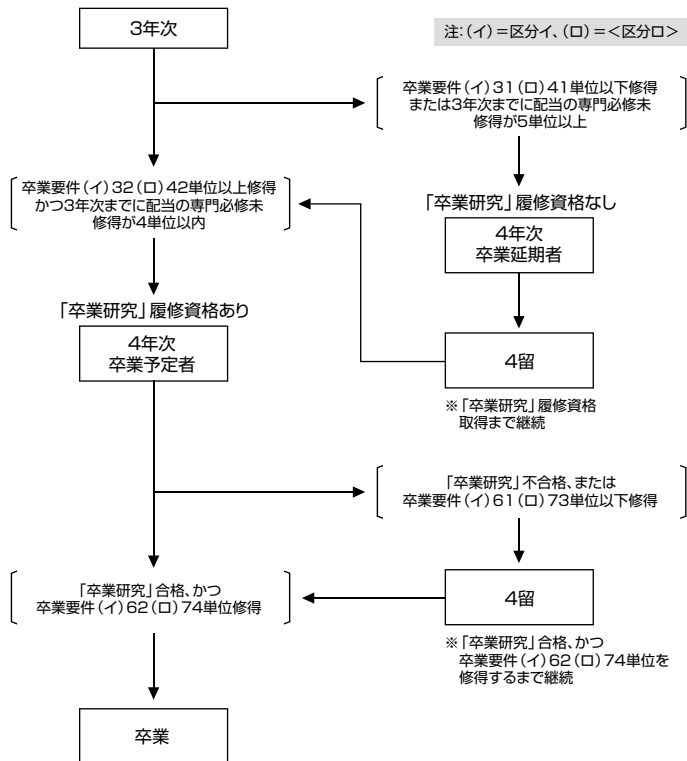 3年次
注:(イ)=区分イ、(ロ)=<区分ロ>
卒業要件(イ)31(ロ)41単位以下修得
または3年次までに配当の専門必修未
修得が5単位以上
卒業要件(イ)32(ロ)42単位以上修得
かつ3年次までに配当の専門必修未
修得が4単位以内
「卒業研究」履修資格なし
4年次
卒業延期者
「卒業研究」履修資格あり
4年次
卒業予定者
4留
※「卒業研究」履修資格
取得まで継続
「卒業研究」不合格、または
卒業要件(イ)61(ロ)73単位以下修得
「卒業研究」合格、かつ
卒業要件(イ)62(ロ)74単位修得
4留
※「卒業研究」合格、かつ
卒業要件(イ)62(ロ)74単位を
修得するまで継続
卒業